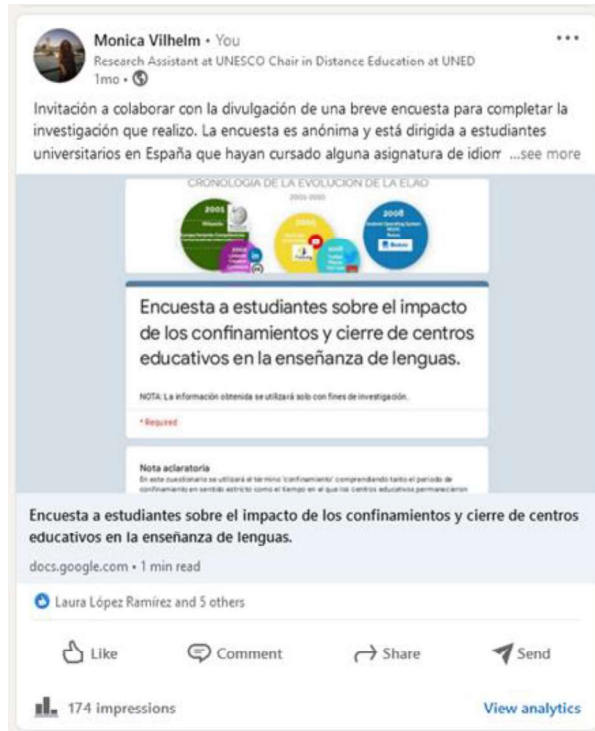 Monica Vilhelm • You
Research Assistant at UNESCO Chair in Distance Education at UNED
1mo •
Invitación a colaborar con la divulgación de una breve encuesta para completar la
investigación que realizo. La encuesta es anónima y está dirigida a estudiantes
universitarios en España que hayan cursado alguna asignatura de idiom ...see more
CRONOLOGIA DE LA EVOLUCION DE LA ELAO
2001-2010
2001
Wikipedia
2008
Encuesta a estudiantes sobre el impacto
de los confinamientos y cierre de centros
educativos en la enseñanza de lenguas.
NOTA: La información obtenida se utilizará solo con fines de investigación.
* Required
Nota aclaratoria
En este cuestionario se utilizará el término 'confinamiento' comprendiendo tanto el periodo de
confinamiento en sentido estricto como el tiempo en el que los centros educativos permanecieron
Encuesta a estudiantes sobre el impacto de los confinamientos y cierre de centros
educativos en la enseñanza de lenguas.
docs.google.com • 1 min read
Laura López Ramírez and 5 others
Like Comment Share Send
174 impressions View analytics